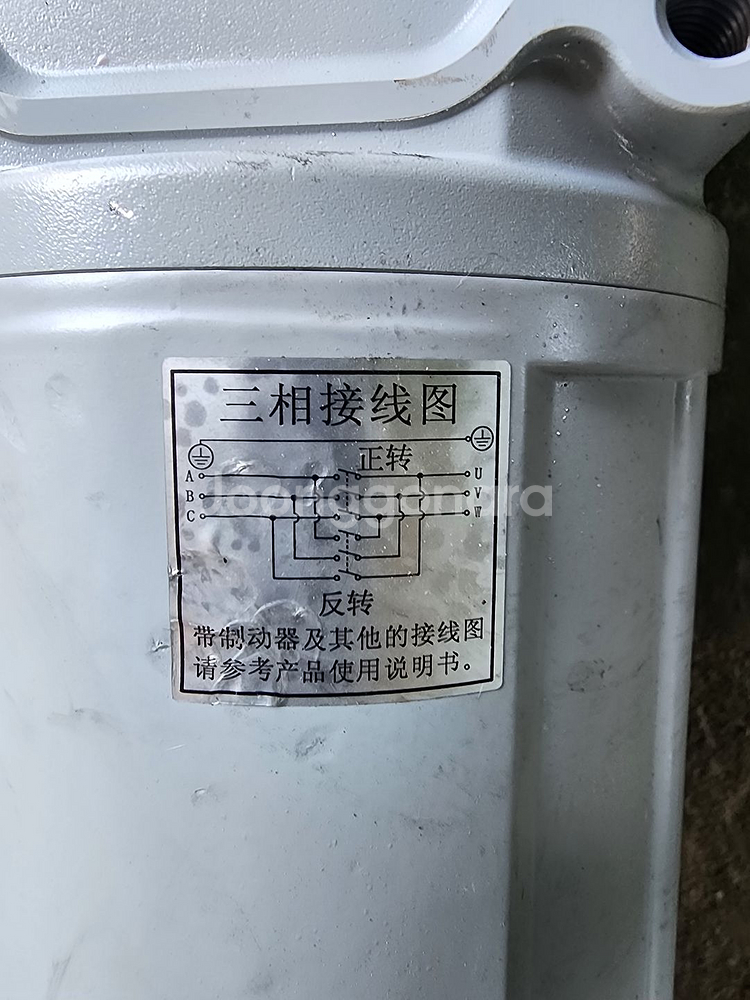 三相接线图
正转
A
U
B
V
C
W
Joonggonara
反转
带制动器及其他的接线图
请参考产品使用说明书。